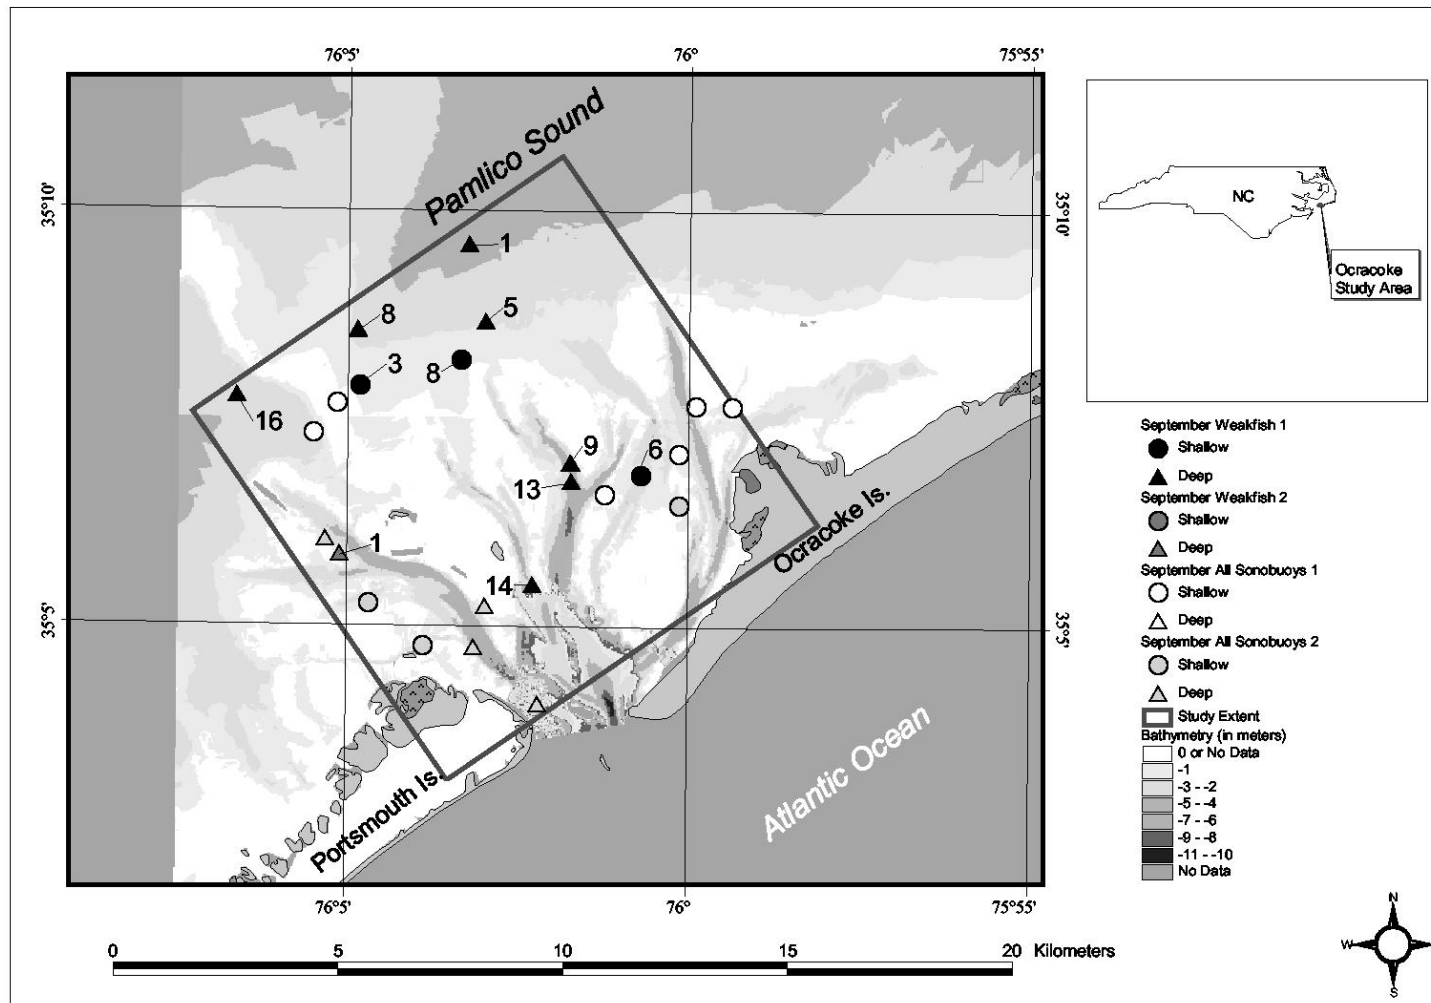 76°5'
76°
75°55'
35°10'
35°10'
Pamlico Sound
1
8
5
3
8
16
9
6
13
1
14
35°5'
35°5'
Ocracoke Is.
Portsmouth Is.
Atlantic Ocean
76°5'
76°
75°55'
0
5
10
15
20 Kilometers
NC
Ocracoke
Study Area
September Weakfish 1
Shallow
Deep
September Weakfish 2
Shallow
Deep
September All Sonobuoys 1
Shallow
Deep
September All Sonobuoys 2
Shallow
Deep
Study Extent
Bathymetry (in meters)
0 or No Data
-1
-3 - -2
-5 - -4
-7 - -6
-9 - -8
-11 - -10
No Data
N
W
E
S